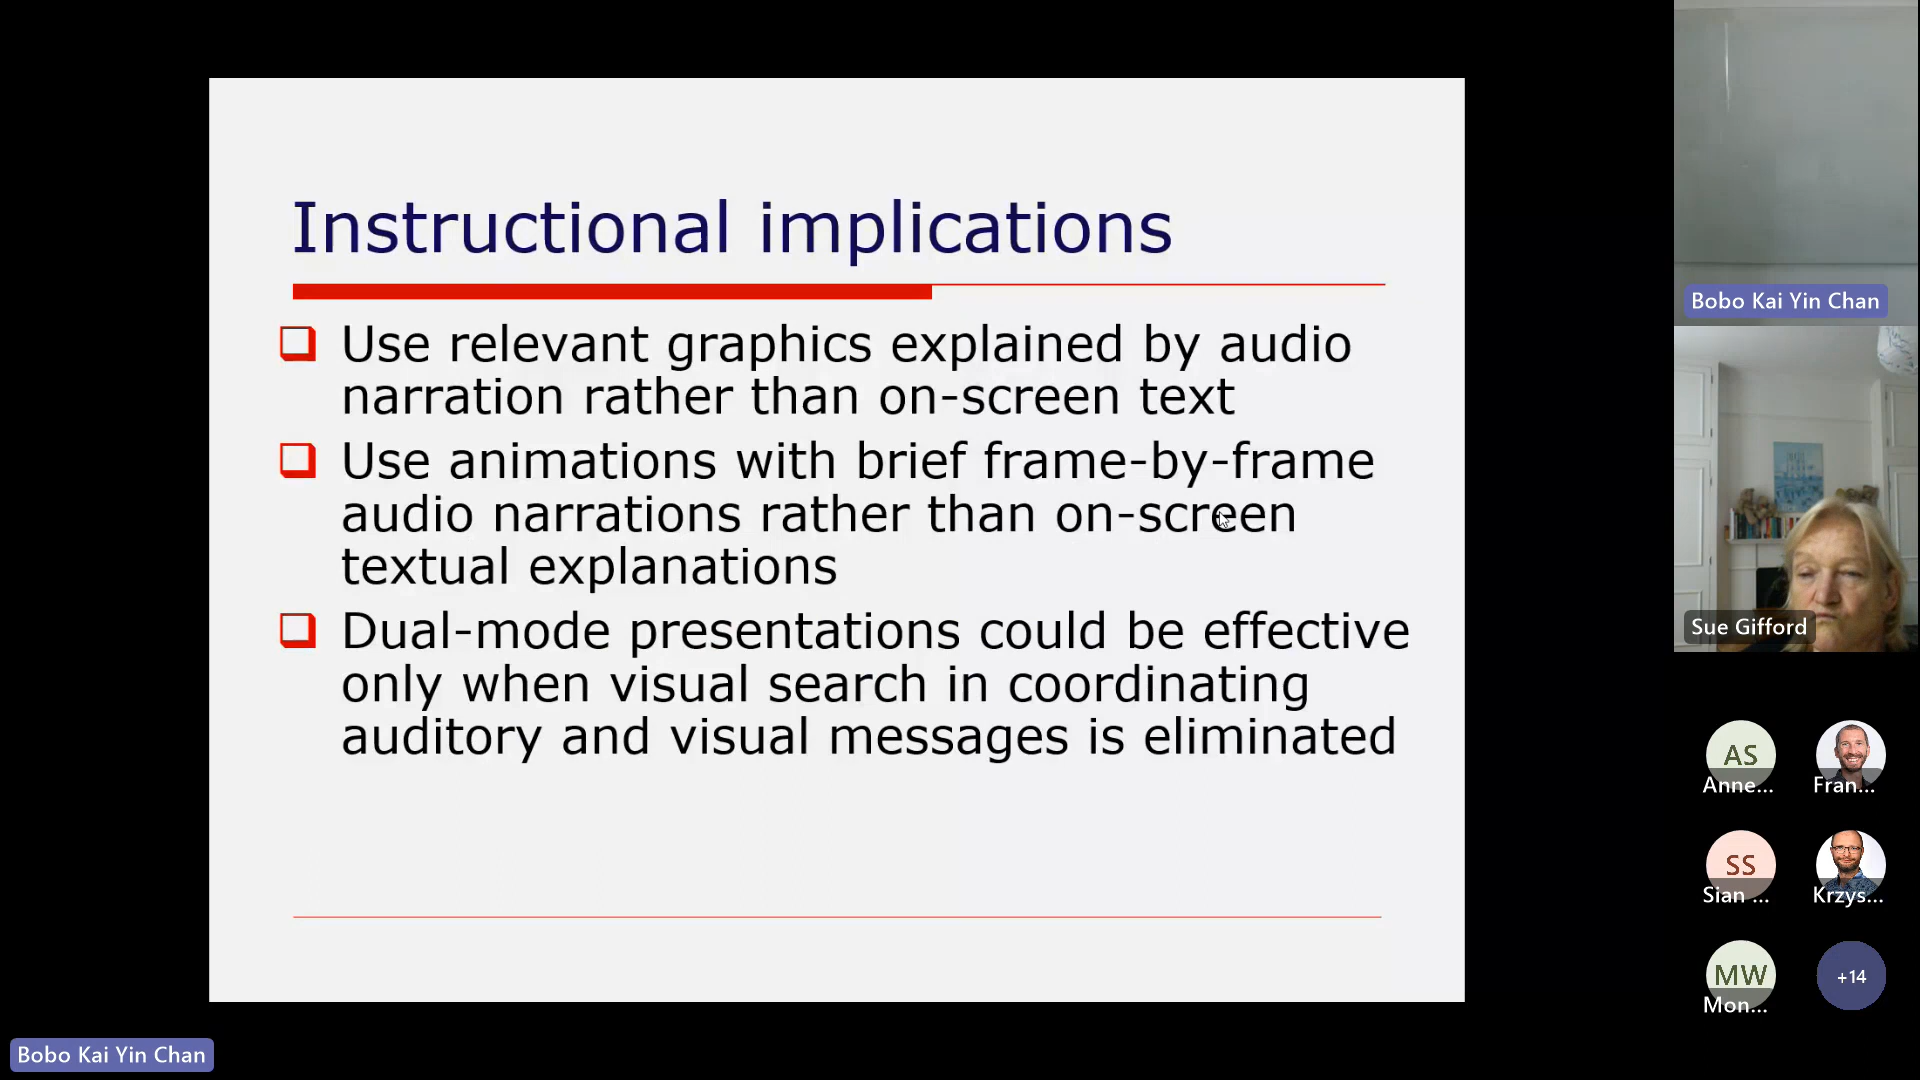 Instructional implications
Use relevant graphics explained by audio
narration rather than on-screen text
Use animations with brief frame-by-frame
audio narrations rather than on-screen
textual explanations
Dual-mode presentations could be effective
only when visual search in coordinating
auditory and visual messages is eliminated
Bobo Kai Yin Chan
Sue Gifford
AS
Anne...
Fran...
SS
Sian ...
Krzys...
MW
Mon...
+14
Bobo Kai Yin Chan